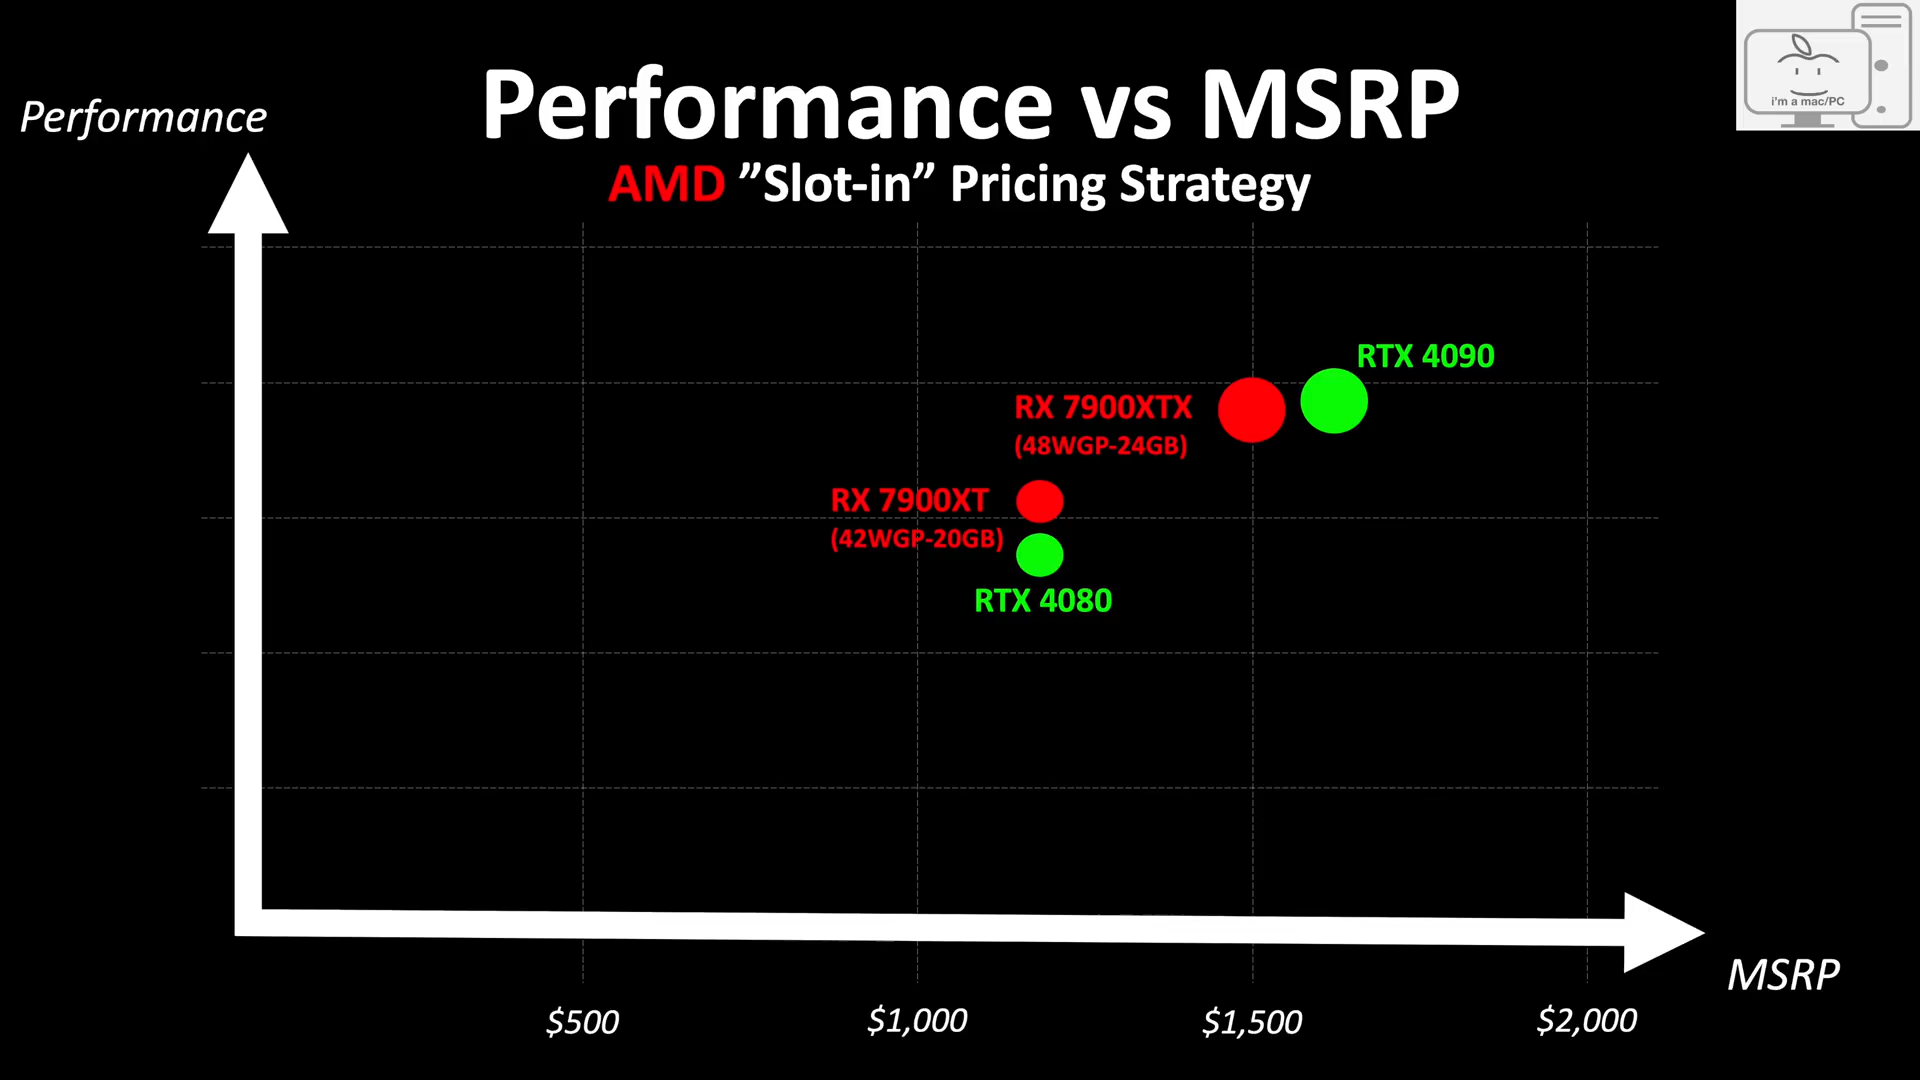 i'm a mac/PC
Performance vs MSRP
Performance
AMD ”Slot-in” Pricing Strategy
RTX 4090
RX 7900XTX
(48WGP-24GB)
RX 7900XT
(42WGP-20GB)
RTX 4080
MSRP
$500
$1,000
$1,500
$2,000